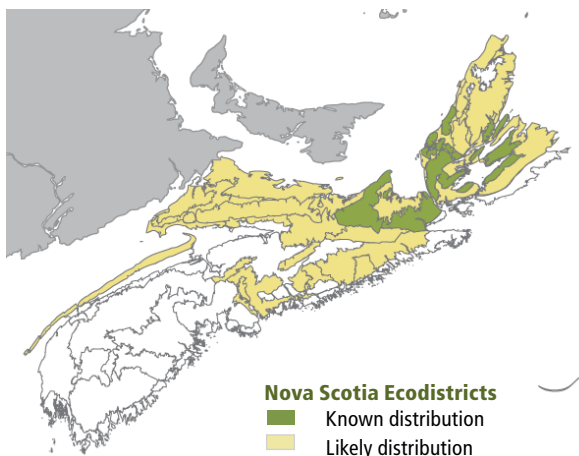 Nova Scotia Ecodistricts
Known distribution
Likely distribution